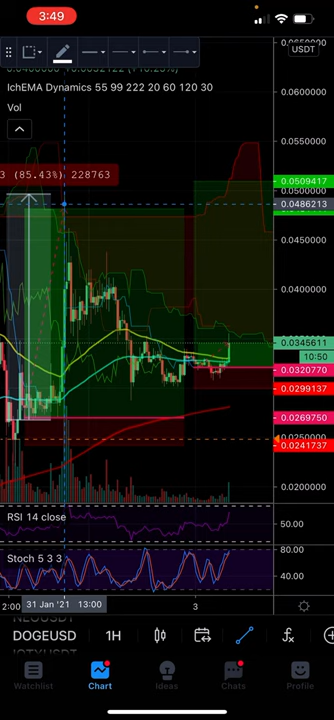 3:49
USDT
0.0600000
IchEMA Dynamics 55 99 222 20 60 120 30
Vol
0.0550000
3 (85.43%) 228763
0.0509417
0.0486213
0.0450000
0.0400000
0.0345611
10:50
0.0320770
0.0299137
0.0269750
0.0250000
0.0241737
0.0200000
RSI 14 close
50.00
Stoch 5 3 3
80.00
40.00
2:00
31 Jan '21 13:00
3
DOGEUSD
1H
Watchlist
Chart
Ideas
Chats
Profile